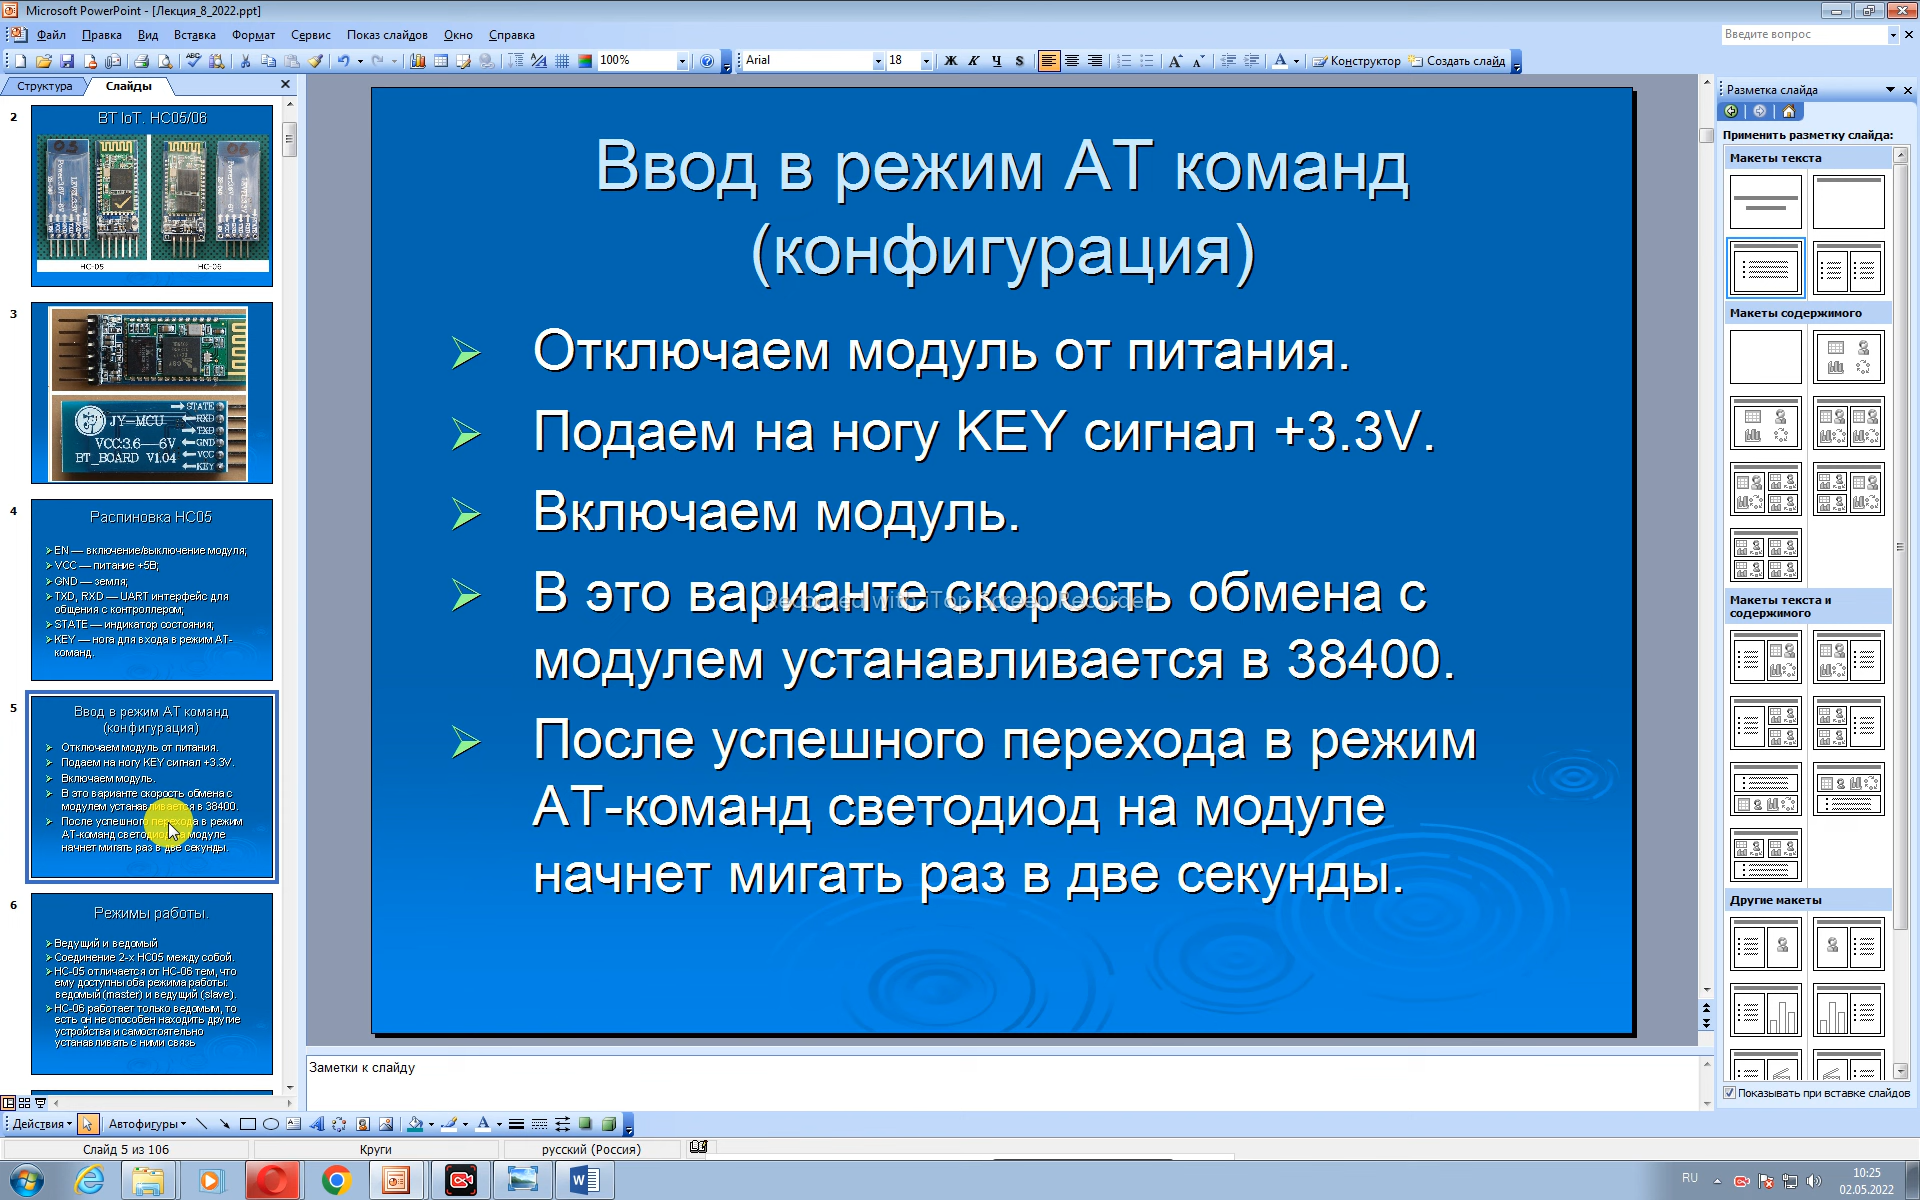 Microsoft PowerPoint - [Лекция_8_2022.ppt]
Файл Правка Вид Вставка Формат Сервис Показ слайдов Окно Справка
Введите вопрос
100%
Arial
18
Ж К Ч S
Конструктор
Создать слайд
Структура
Слайды
2
BT IoT. HC05/06
HC-05
HC-06
3
JY-MCU
VCC:3.6--6V
BT_BOARD V1.04
STATE
RXD
TXD
GND
VCC
KEY
4
Распиновка HC05
EN — включение/выключение модуля;
VCC — питание +5В;
GND — земля;
TXD, RXD — UART интерфейс для
общения с контроллером;
STATE — индикатор состояния;
KEY — нога для входа в режим AT-
команд.
5
Ввод в режим АТ команд
(конфигурация)
Отключаем модуль от питания.
Подаем на ногу KEY сигнал +3.3V.
Включаем модуль.
В это варианте скорость обмена с
модулем устанавливается в 38400.
После успешного перехода в режим
АТ-команд светодиод на модуле
начнет мигать раз в две секунды.
6
Режимы работы.
Ведущий и ведомый
Соединение 2-х HC05 между собой.
HC-05 отличается от HC-06 тем, что
ему доступны оба режима работы:
ведомый (master) и ведущий (slave).
HC-06 работает только ведомым, то
есть он не способен находить другие
устройства и самостоятельно
устанавливать с ними связь
Ввод в режим АТ команд
(конфигурация)
Отключаем модуль от питания.
Подаем на ногу KEY сигнал +3.3V.
Включаем модуль.
В это варианте скорость обмена с
модулем устанавливается в 38400.
После успешного перехода в режим
АТ-команд светодиод на модуле
начнет мигать раз в две секунды.
Recorded with iTop Screen Recorder
Заметки к слайду
Разметка слайда
Применить разметку слайда:
Макеты текста
Макеты содержимого
Макеты текста и
содержимого
Другие макеты
Показывать при вставке слайдов
Действия
Автофигуры
Слайд 5 из 106
Круги
русский (Россия)
RU
10:25
02.05.2022